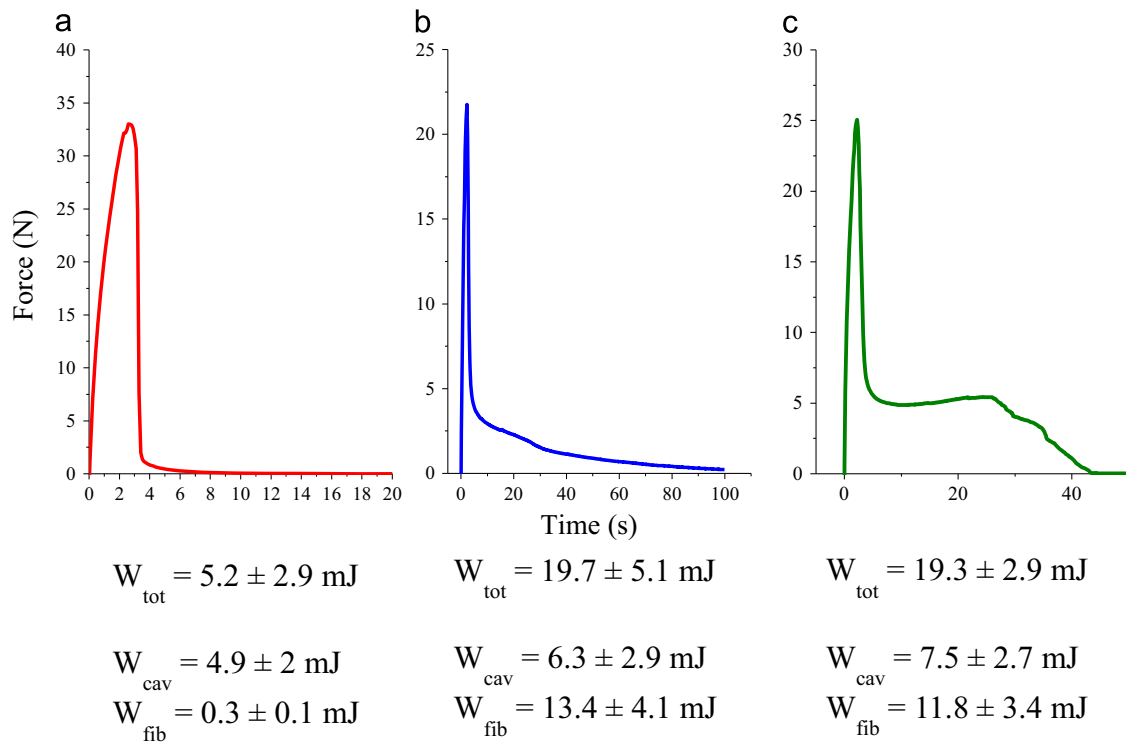 a
b
c
Force (N)
40
35
30
25
20
15
10
5
0
0 2 4 6 8 10 12 14 16 18 20
25
20
15
10
5
0
0 20 40 60 80 100
30
25
20
15
10
5
0
0 20 40
Time (s)
W_tot = 5.2 ± 2.9 mJ
W_cav = 4.9 ± 2 mJ
W_fib = 0.3 ± 0.1 mJ
W_tot = 19.7 ± 5.1 mJ
W_cav = 6.3 ± 2.9 mJ
W_fib = 13.4 ± 4.1 mJ
W_tot = 19.3 ± 2.9 mJ
W_cav = 7.5 ± 2.7 mJ
W_fib = 11.8 ± 3.4 mJ